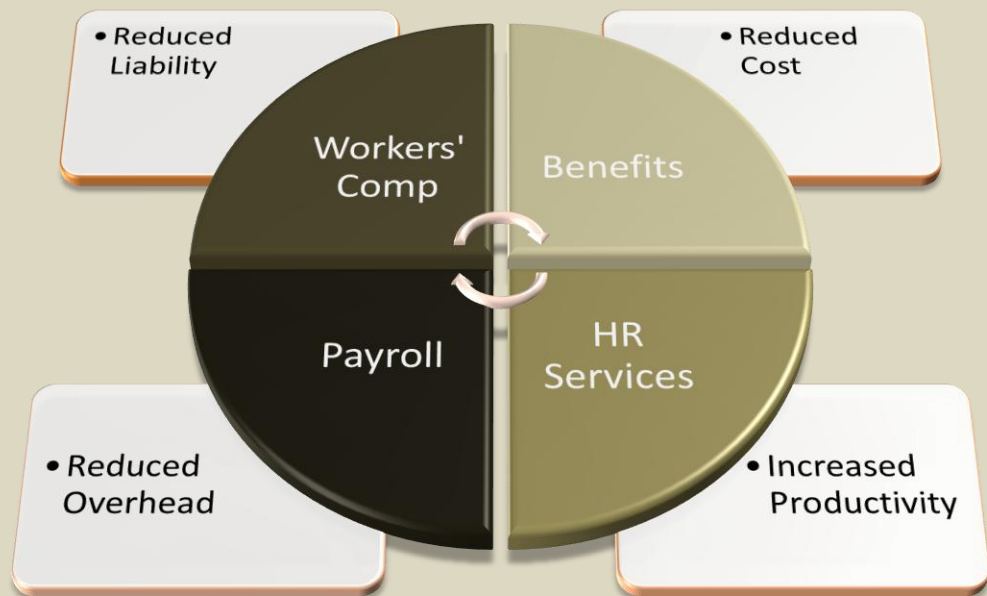 • Reduced
Liability
• Reduced
Cost
Workers'
Comp
Benefits
Payroll
HR
Services
• Reduced
Overhead
• Increased
Productivity